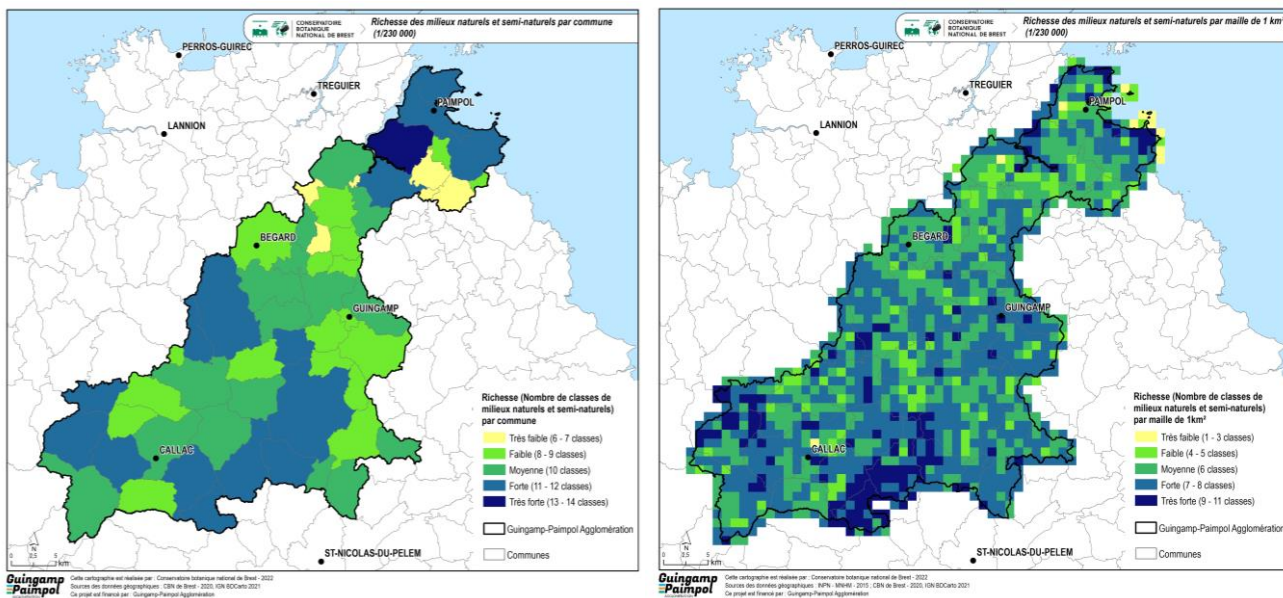 CONSERVATOIRE
BOTANIQUE
NATIONAL DE BREST
Richesse des milieux naturels et semi-naturels par commune
(1/230 000)
PERROS-GUIREC
TREGUIER
LANNION
PAIMPOL
BEGARD
GUINGAMP
CALLAC
ST-NICOLAS-DU-PELEM
Richesse (Nombre de classes de
milieux naturels et semi-naturels)
par commune
Très faible (6 - 7 classes)
Faible (8 - 9 classes)
Moyenne (10 classes)
Forte (11 - 12 classes)
Très forte (13 - 14 classes)
Guingamp-Paimpol Agglomération
Communes
N
0 2,5 5
km
Guingamp
Paimpol
Cette cartographie est réalisée par : Conservatoire botanique national de Brest - 2022
Sources des données géographiques : CBN de Brest - 2020, IGN BDCarto 2021
Ce projet est financé par : Guingamp-Paimpol Agglomération
CONSERVATOIRE
BOTANIQUE
NATIONAL DE BREST
Richesse des milieux naturels et semi-naturels par maille de 1 km²
(1/230 000)
PERROS-GUIREC
TREGUIER
LANNION
PAIMPOL
BEGARD
GUINGAMP
CALLAC
ST-NICOLAS-DU-PELEM
Richesse (Nombre de classes de
milieux naturels et semi-naturels)
par maille de 1km²
Très faible (1 - 3 classes)
Faible (4 - 5 classes)
Moyenne (6 classes)
Forte (7 - 8 classes)
Très forte (9 - 11 classes)
Guingamp-Paimpol Agglomération
Communes
N
0 2,5 5
km
Guingamp
Paimpol
Cette cartographie est réalisée par : Conservatoire botanique national de Brest - 2022
Sources des données géographiques : INPN - MNHM - 2015 ; CBN de Brest - 2020, IGN BDCarto 2021
Ce projet est financé par : Guingamp-Paimpol Agglomération